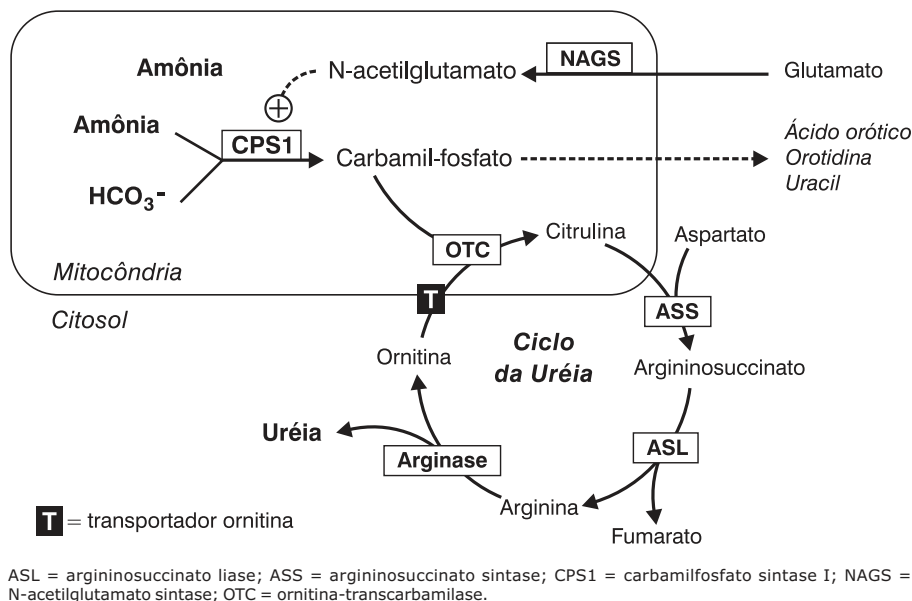 Amônia
N-acetilglutamato
NAGS
Glutamato
Amônia
CPS1
Carbamil-fosfato
HCO₃⁻
Ácido orótico
Orotidina
Uracil
OTC
Citrulina
Aspartato
Mitocôndria
T
ASS
Citosol
Ornitina
Ciclo
da Uréia
Argininosuccinato
Uréia
Arginase
ASL
Arginina
Fumarato
T = transportador ornitina
ASL = argininosuccinato liase; ASS = argininosuccinato sintase; CPS1 = carbamilfosfato sintase I; NAGS =
N-acetilglutamato sintase; OTC = ornitina-transcarbamilase.